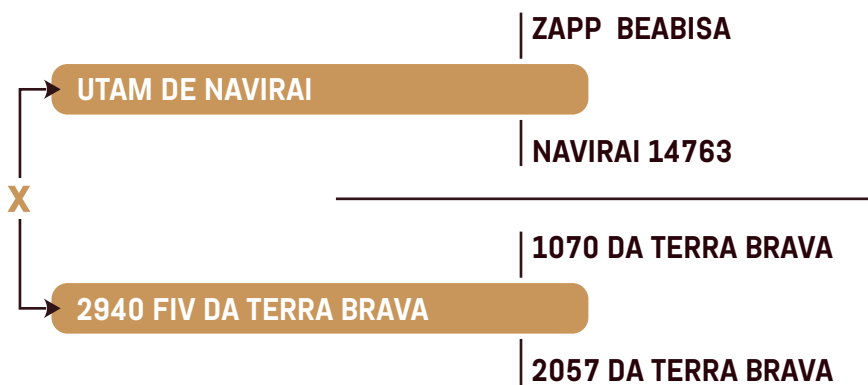 ZAPP BEABISA
UTAM DE NAVIRAI
NAVIRAI 14763
X
1070 DA TERRA BRAVA
2940 FIV DA TERRA BRAVA
2057 DA TERRA BRAVA